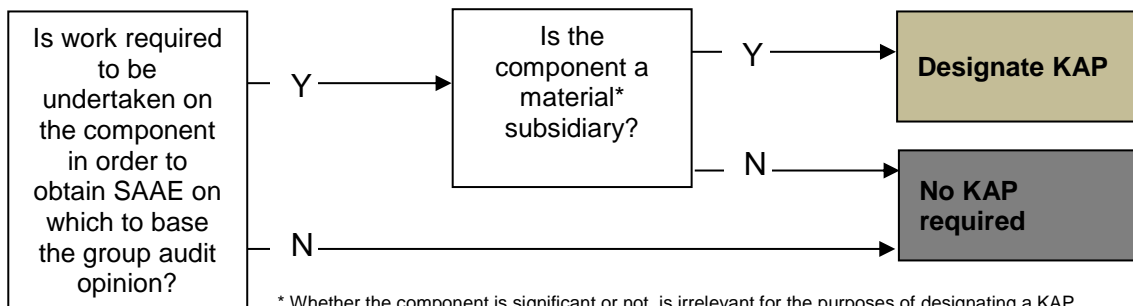 Is work required
to be
undertaken on
the component
in order to
obtain SAAE on
which to base
the group audit
opinion?
Y
N
Is the
component a
material*
subsidiary?
Y
N
Designate KAP
No KAP
required
* Whether the component is significant or not, is irrelevant for the purposes of designating a KAP